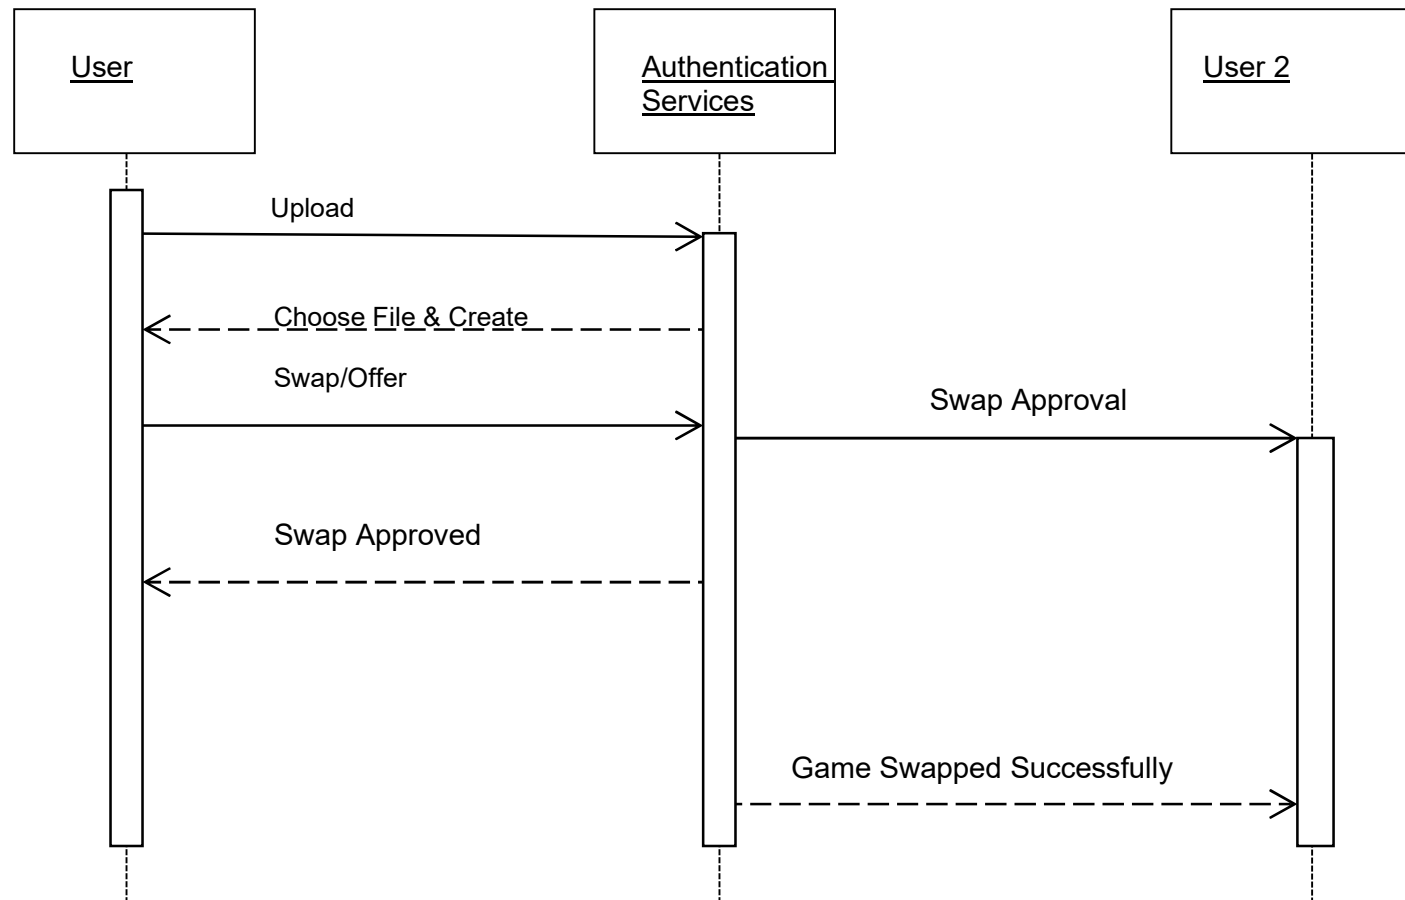 User
Authentication
Services
User 2
Upload
Choose File & Create
Swap/Offer
Swap Approval
Swap Approved
Game Swapped Successfully